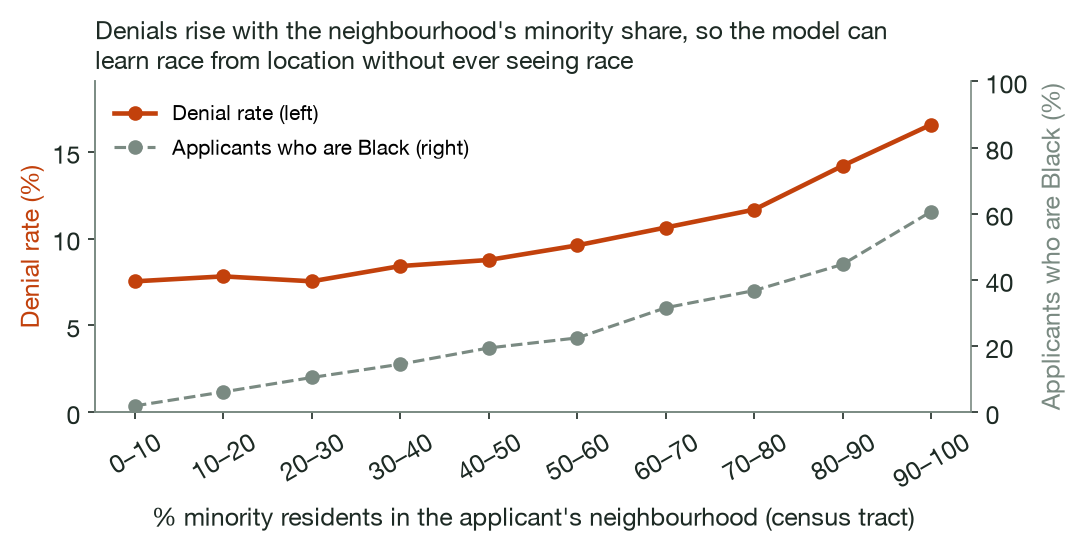 Denials rise with the neighbourhood's minority share, so the model can
learn race from location without ever seeing race
Denial rate (left)
Applicants who are Black (right)
Denial rate (%)
15
10
5
0
100
80
60
40
20
0
Applicants who are Black (%)
0–10
10–20
20–30
30–40
40–50
50–60
60–70
70–80
80–90
90–100
% minority residents in the applicant's neighbourhood (census tract)